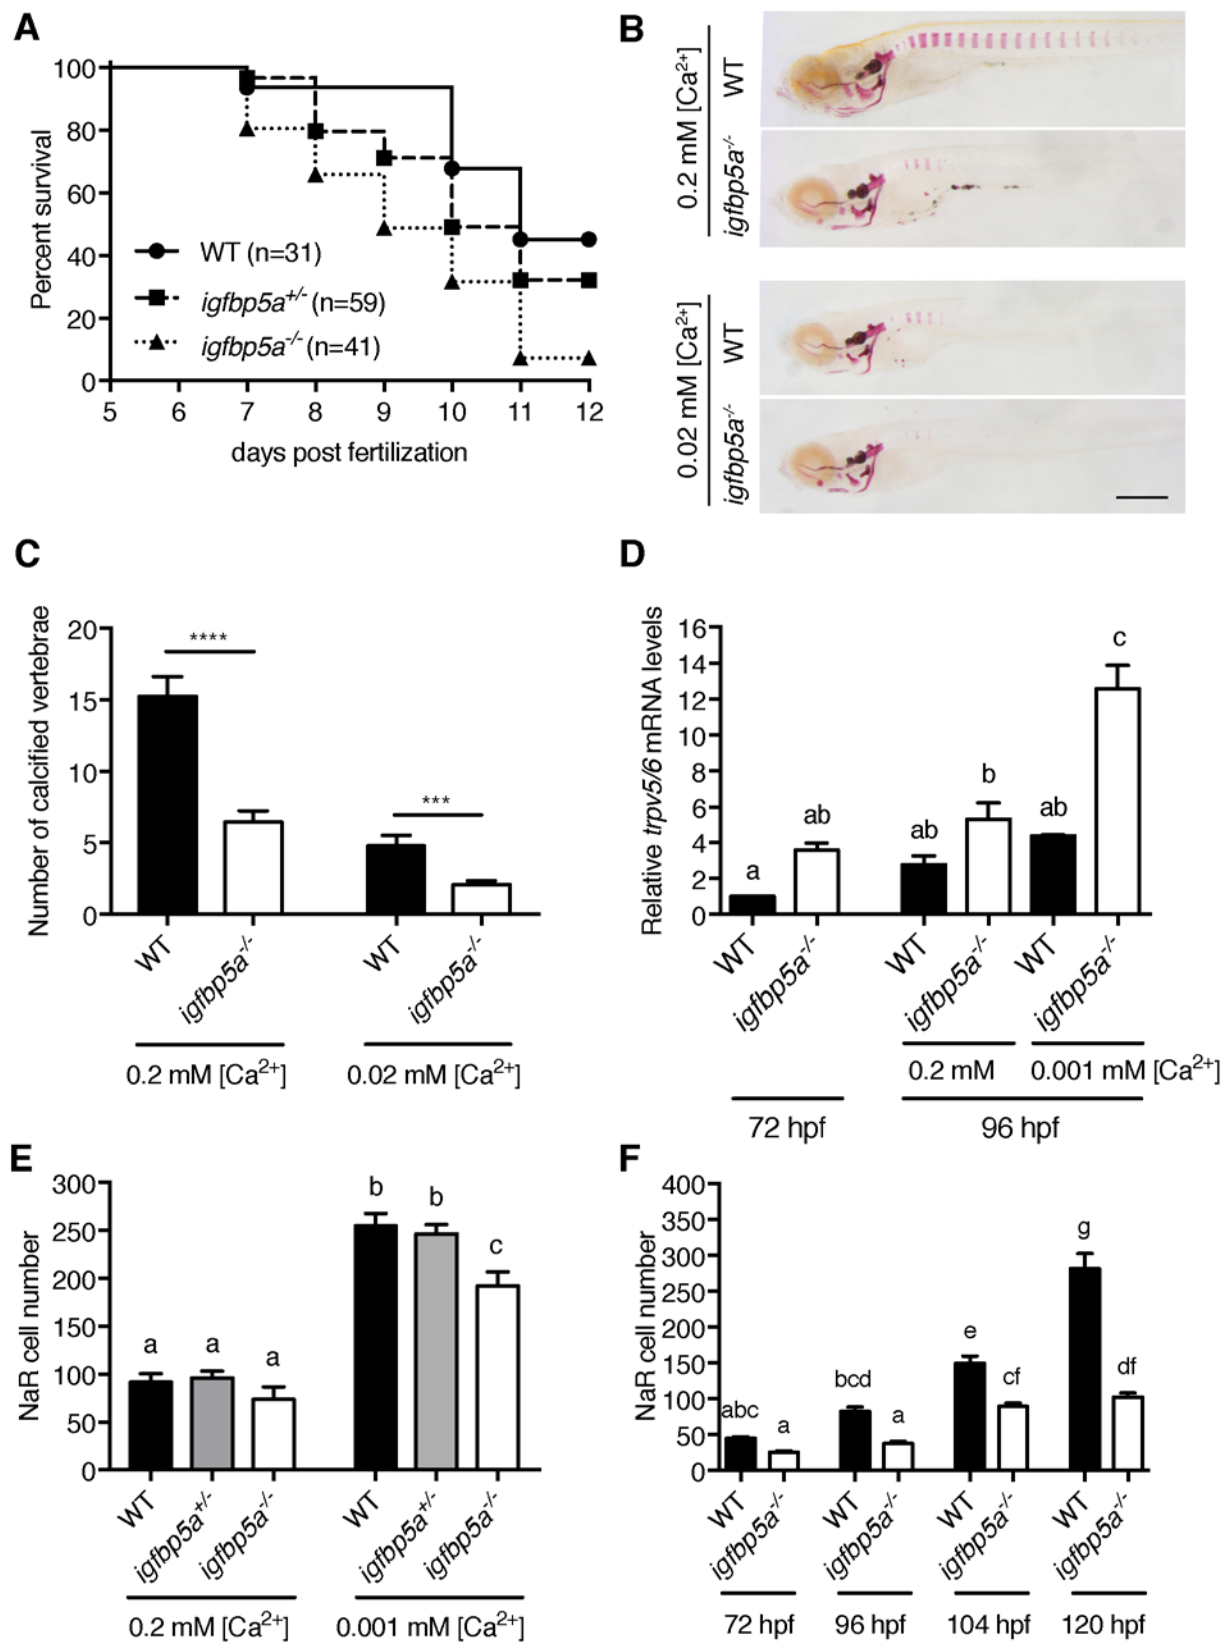 A
Percent survival
100
80
60
40
20
0
5 6 7 8 9 10 11 12
days post fertilization
WT (n=31)
igfbp5a+/- (n=59)
igfbp5a-/- (n=41)
B
0.2 mM [Ca2+]
WT
igfbp5a-/-
0.02 mM [Ca2+]
WT
igfbp5a-/-
C
Number of calcified vertebrae
20
15
10
5
0
****
***
WT igfbp5a-/- WT igfbp5a-/-
0.2 mM [Ca2+] 0.02 mM [Ca2+]
D
Relative trpv5/6 mRNA levels
16
14
12
10
8
6
4
2
0
a ab ab b ab c
WT igfbp5a-/- WT igfbp5a-/- WT igfbp5a-/-
0.2 mM 0.001 mM [Ca2+]
72 hpf 96 hpf
E
NaR cell number
300
250
200
150
100
50
0
a a a b b c
WT igfbp5a+/- igfbp5a-/- WT igfbp5a+/- igfbp5a-/-
0.2 mM [Ca2+] 0.001 mM [Ca2+]
F
NaR cell number
400
350
300
250
200
150
100
50
0
abc a bcd a e cf g df
WT igfbp5a-/- WT igfbp5a-/- WT igfbp5a-/- WT igfbp5a-/-
72 hpf 96 hpf 104 hpf 120 hpf